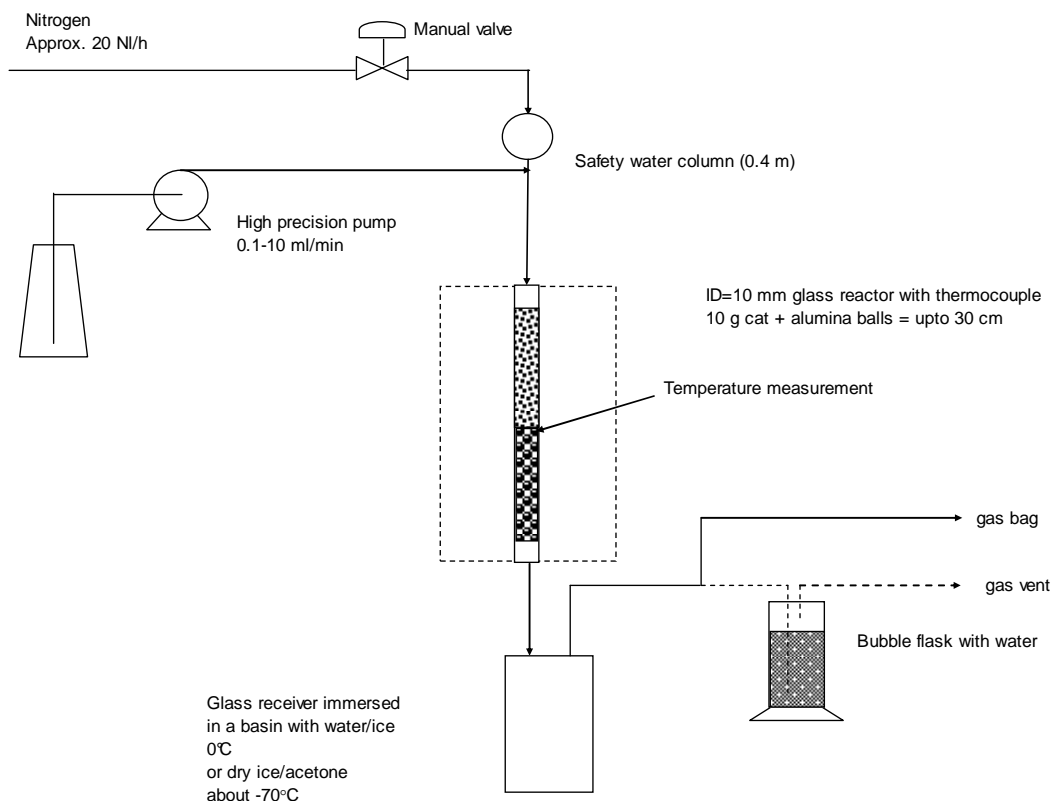 Nitrogen
Approx. 20 Nl/h
Manual valve
Safety water column (0.4 m)
High precision pump
0.1-10 ml/min
ID=10 mm glass reactor with thermocouple
10 g cat + alumina balls = upto 30 cm
Temperature measurement
gas bag
gas vent
Bubble flask with water
Glass receiver immersed
in a basin with water/ice
0°C
or dry ice/acetone
about -70°C